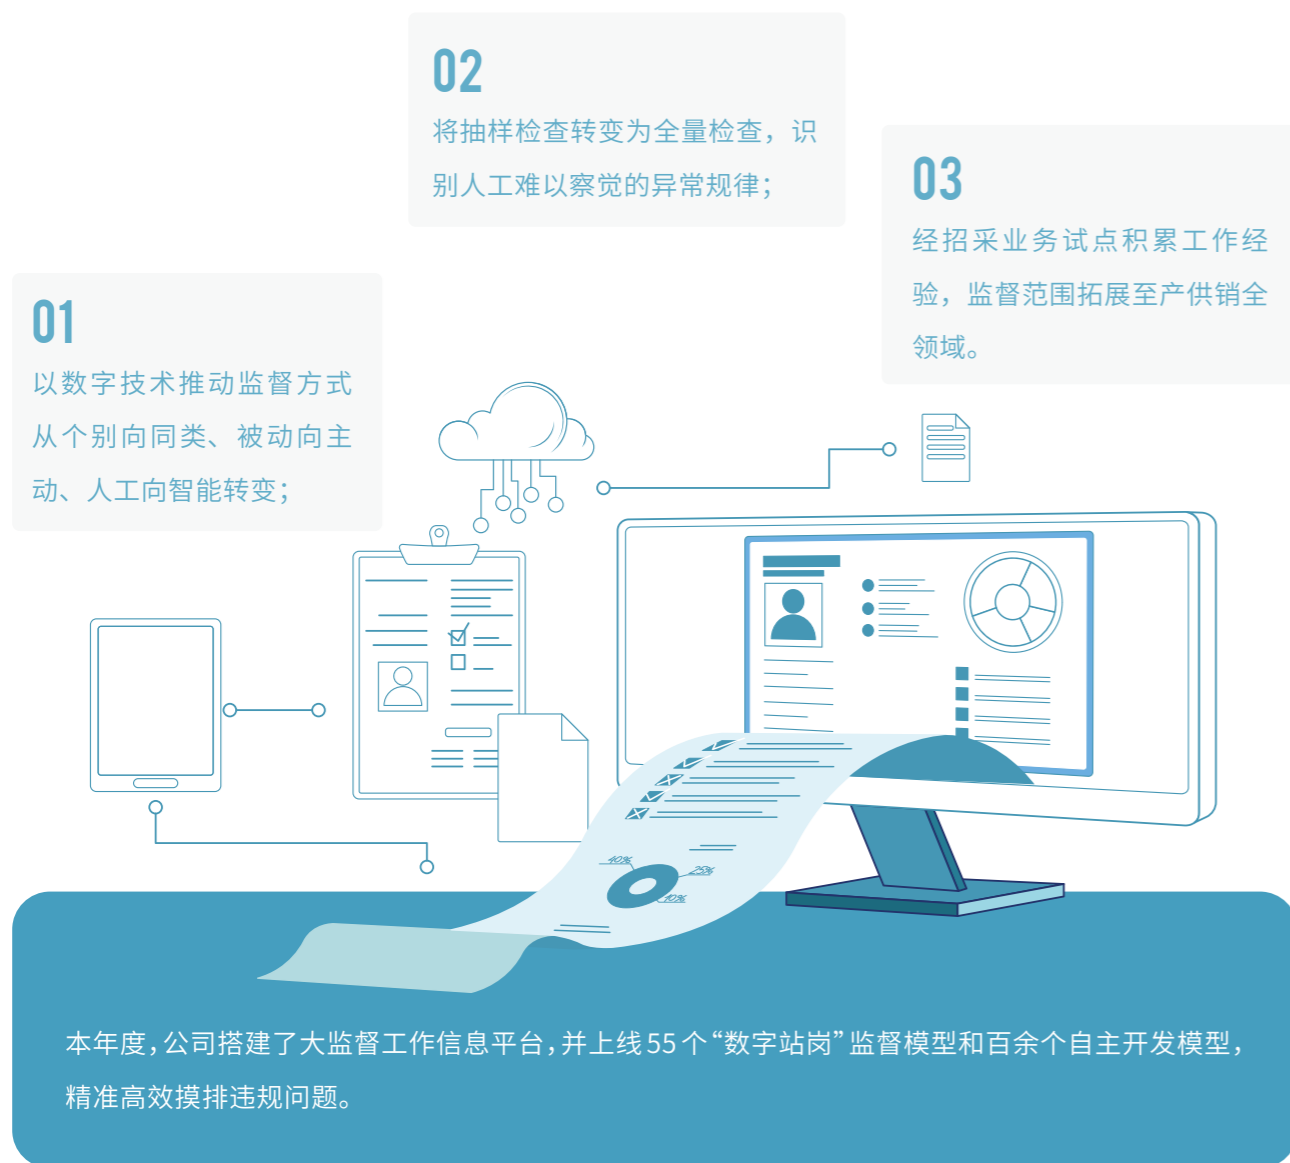 01
以数字技术推动监督方式
从个别向同类、被动向主
动、人工向智能转变；
02
将抽样检查转变为全量检查，识
别人工难以察觉的异常规律；
03
经招采业务试点积累工作经
验，监督范围拓展至产供销全
领域。
40%
25%
10%
本年度，公司搭建了大监督工作信息平台，并上线55个“数字站岗”监督模型和百余个自主开发模型，
精准高效摸排违规问题。